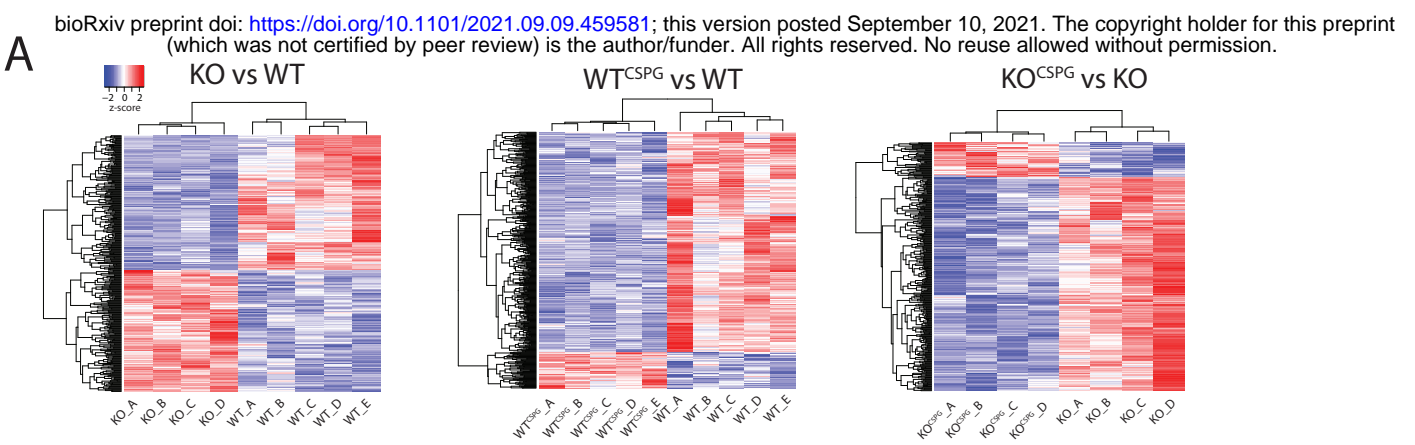 bioRxiv preprint doi: https://doi.org/10.1101/2021.09.09.459581; this version posted September 10, 2021. The copyright holder for this preprint
(which was not certified by peer review) is the author/funder. All rights reserved. No reuse allowed without permission.
A
KO vs WT
−2 0 2
z-score
KO_A KO_B KO_C KO_D WT_A WT_B WT_C WT_D WT_E
WTCSPG vs WT
WTCSPG_A WTCSPG_B WTCSPG_C WTCSPG_D WTCSPG_E WT_A WT_B WT_C WT_D WT_E
KOCSPG vs KO
KOCSPG_A KOCSPG_B KOCSPG_C KOCSPG_D KO_A KO_B KO_C KO_D